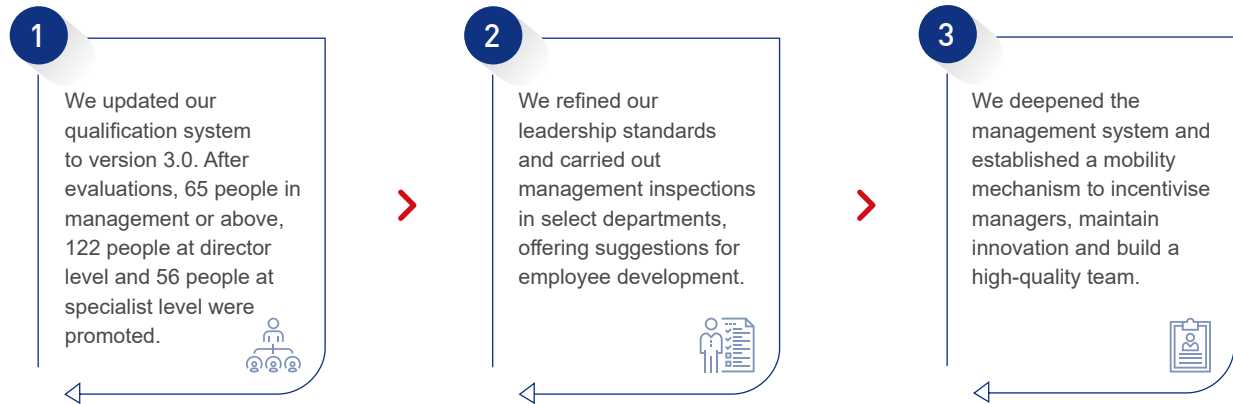 1
We updated our
qualification system
to version 3.0. After
evaluations, 65 people in
management or above,
122 people at director
level and 56 people at
specialist level were
promoted.
2
We refined our
leadership standards
and carried out
management inspections
in select departments,
offering suggestions for
employee development.
3
We deepened the
management system and
established a mobility
mechanism to incentivise
managers, maintain
innovation and build a
high-quality team.